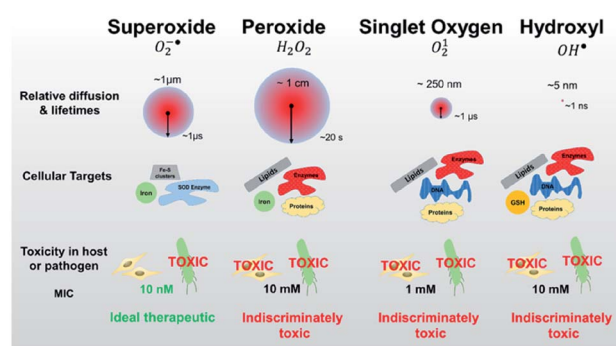 Superoxide Peroxide Singlet Oxygen Hydroxyl
O₂⁻• H₂O₂ O₂¹ OH•
Relative diffusion & lifetimes
~1μm ~ 1 cm ~ 250 nm ~5 nm
~1μs ~20 s ~1 μs ~1 ns
Cellular Targets
Fe-S clusters
Iron
SOD Enzyme
Lipids
Enzymes
Iron
Proteins
Lipids
Enzymes
DNA
Proteins
Lipids
Enzymes
DNA
GSH
Proteins
Toxicity in host or pathogen
TOXIC TOXIC TOXIC TOXIC TOXIC TOXIC TOXIC
MIC 10 nM 10 mM 1 mM 10 mM
Ideal therapeutic Indiscriminately toxic Indiscriminately toxic Indiscriminately toxic